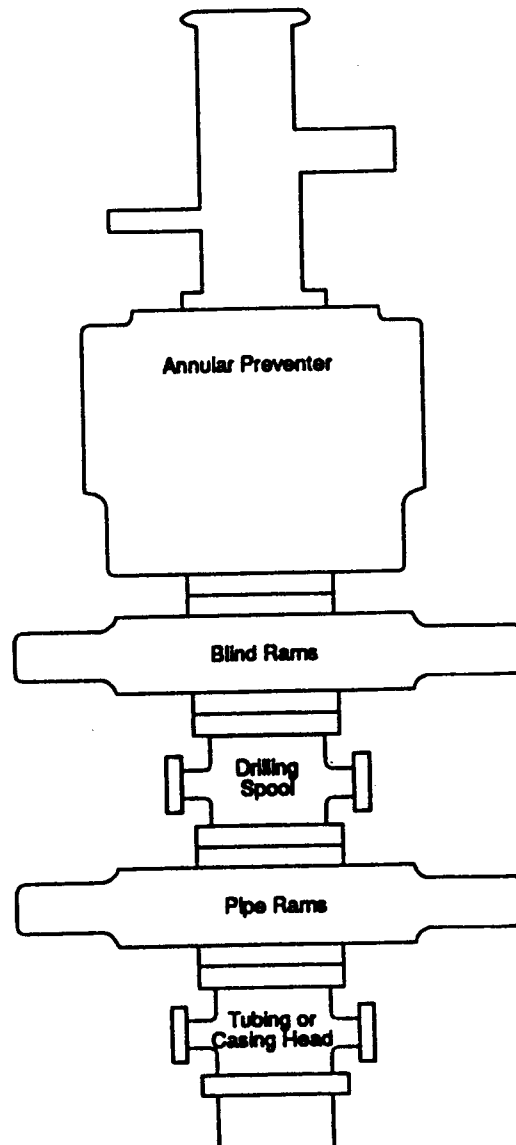 Annular Preventer
Blind Rams
Drilling
Spool
Pipe Rams
Tubing or
Casing Head